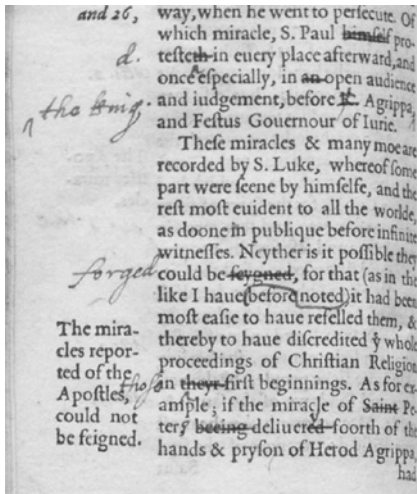 and 26,
way, when he went to persecute. Of
which miracle, S. Paul himself pro-
d.
testeth in euery place afterward, and
once especially, in an open audience
the king.
and iudgement, before K. Agrippa,
and Festus Gouernour of Iurie.
These miracles & many moe are
recorded by S. Luke, whereof some
part were seene by himselfe, and the
rest most euident to all the worlde,
as doone in publique before infinite
witnesses. Neyther is it possible they
forged
could be feygned, for that (as in the
like I haue before noted) it had been
most easie to haue refelled them, &
thereby to haue discredited ẏ whole
proceedings of Christian Religion
those
in theyr first beginnings. As for ex-
ample, if the miracle of Saint Pe-
ter beeing deliuered foorth of the
hands & pryson of Herod Agrippa,
had
The mira-
cles repor-
ted of the
Apostles,
could not
be feigned.